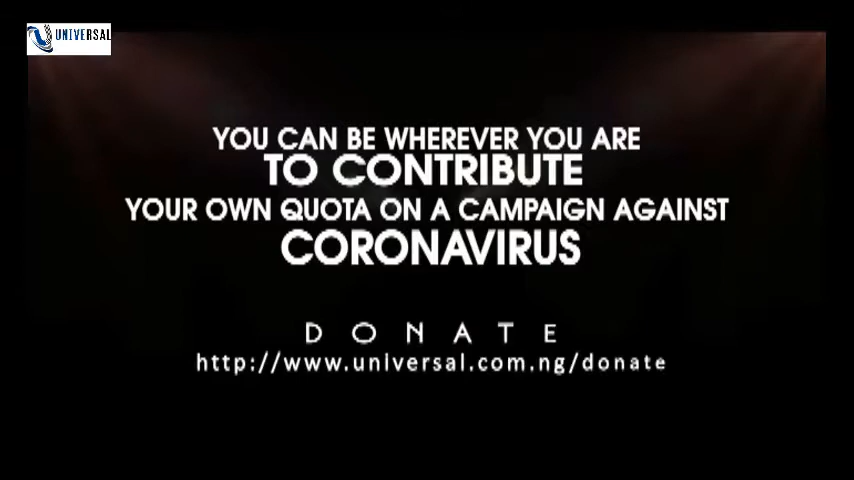 UNIVERSAL
YOU CAN BE WHEREVER YOU ARE
TO CONTRIBUTE
YOUR OWN QUOTA ON A CAMPAIGN AGAINST
CORONAVIRUS
DONATE
http://www.universal.com.ng/donate